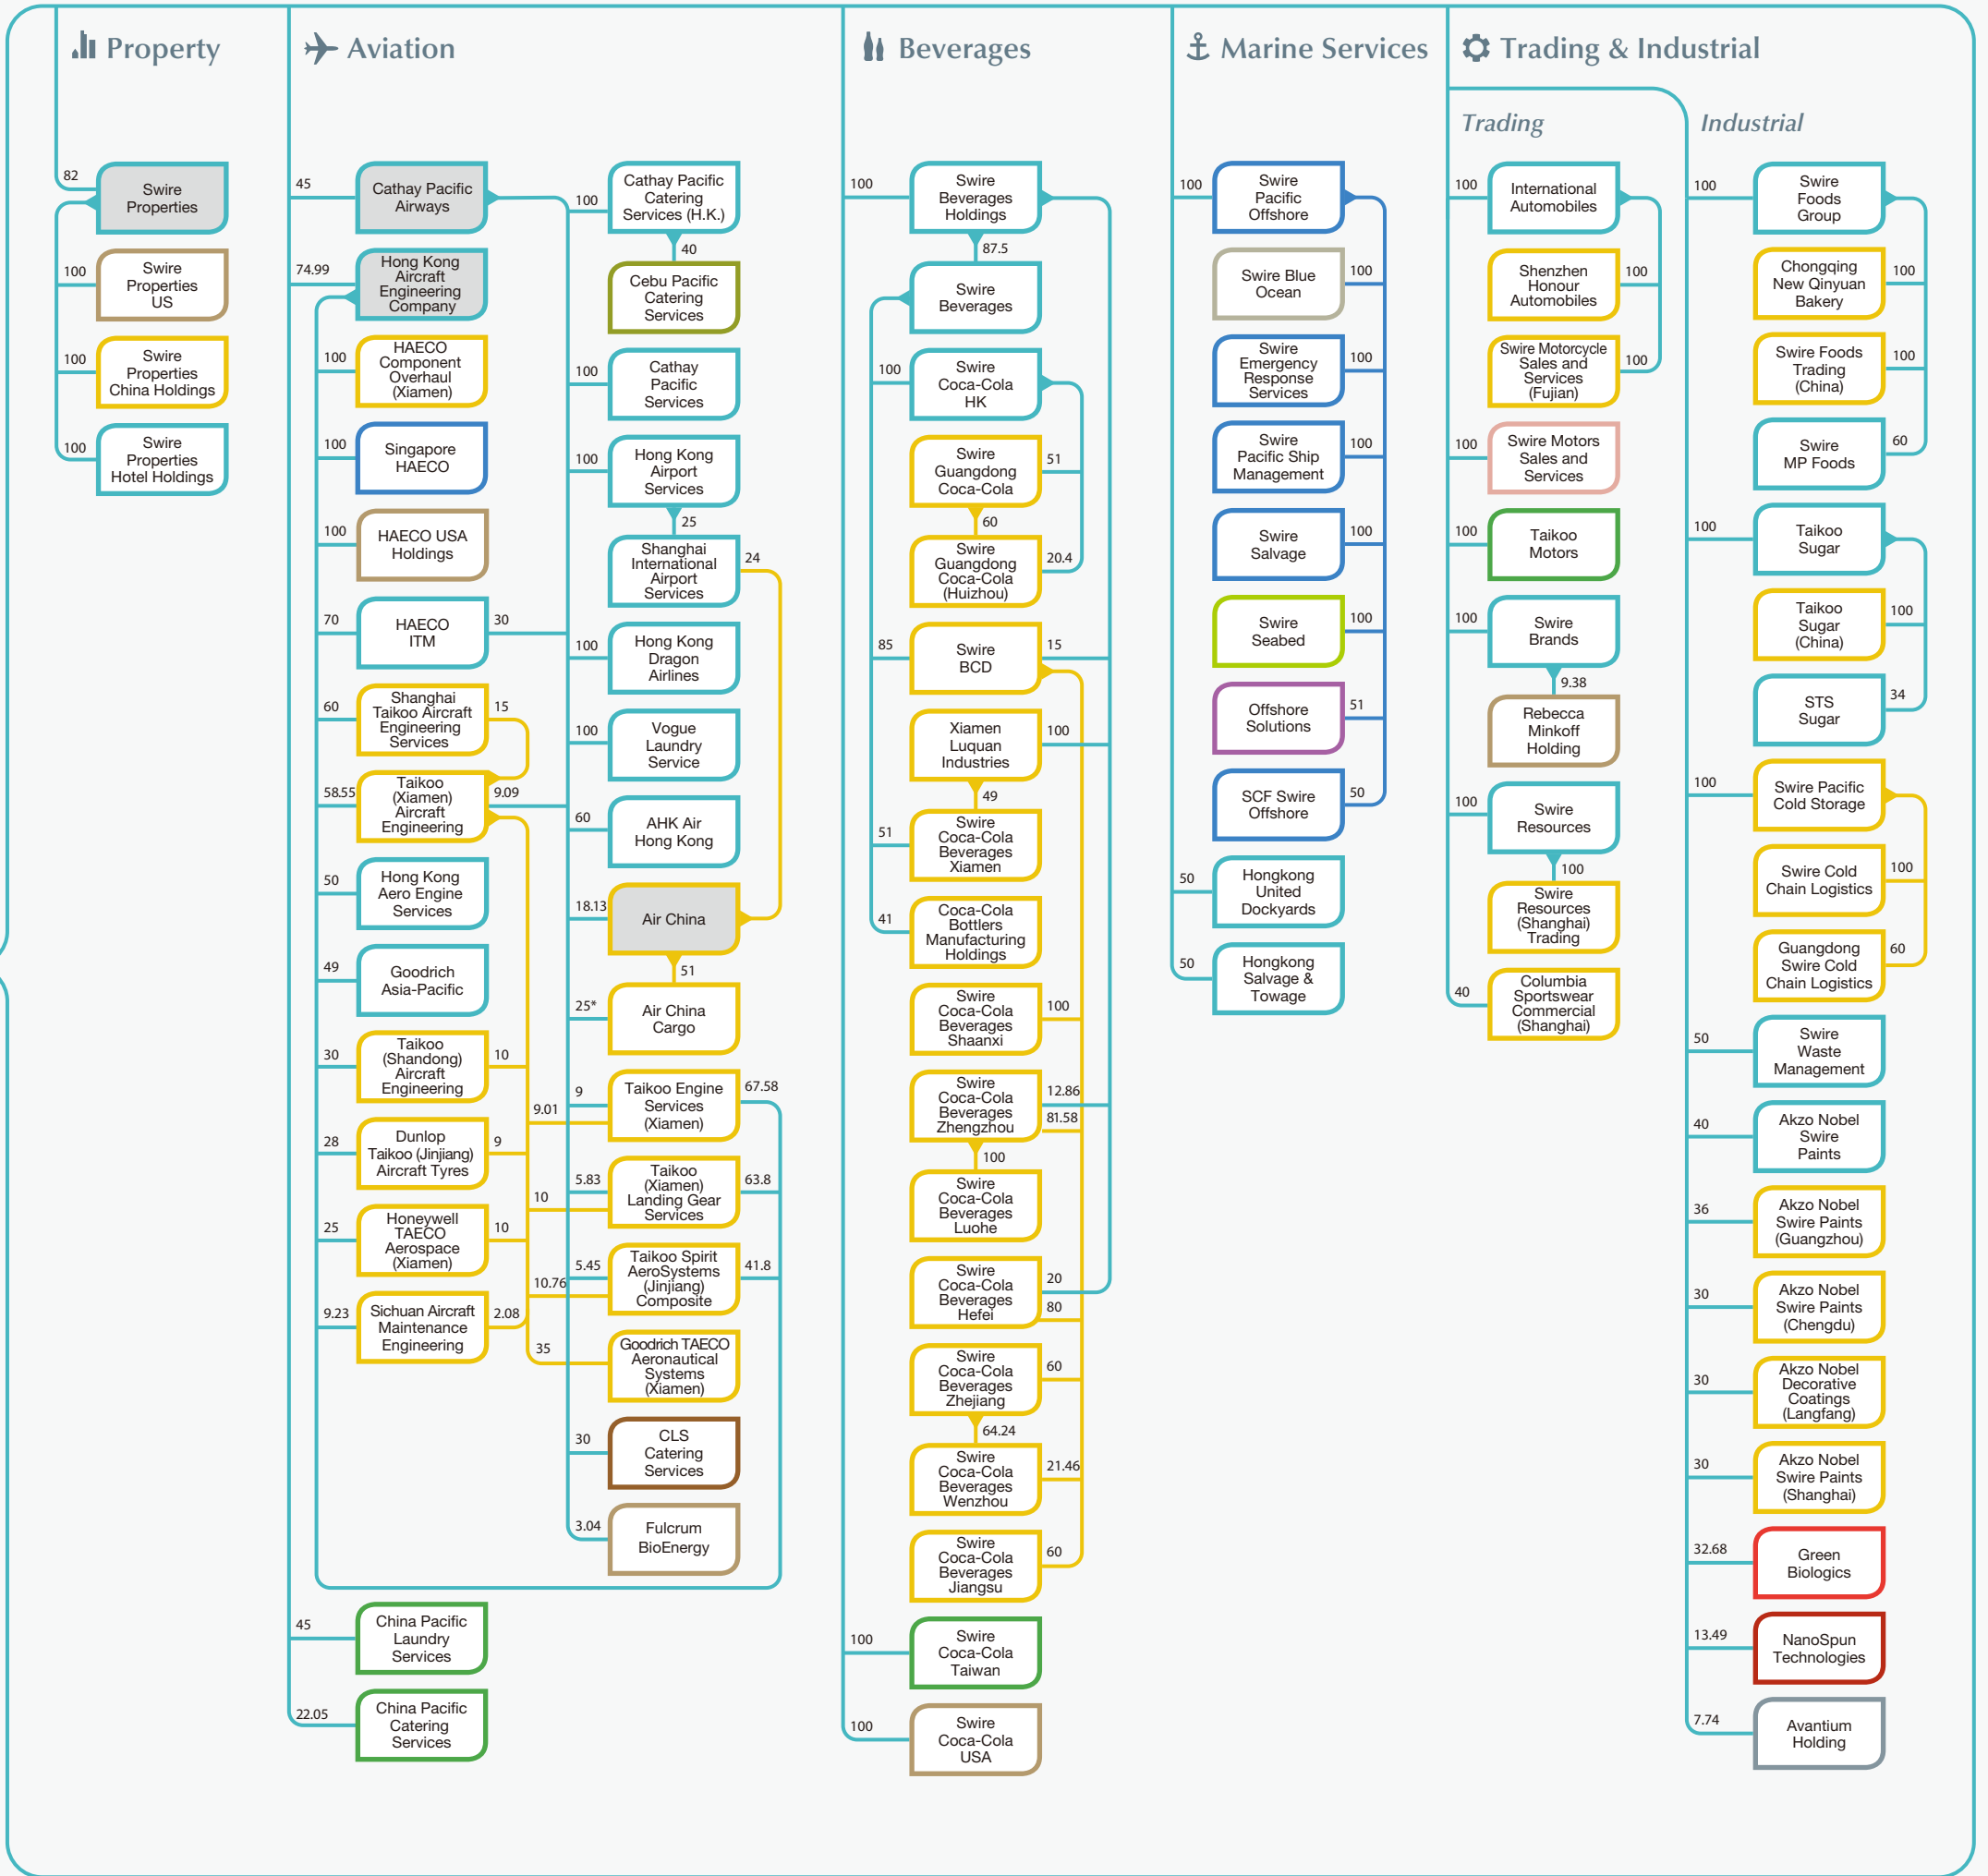 Property
82
Swire
Properties
100
Swire
Properties
US
100
Swire
Properties
China Holdings
100
Swire
Properties
Hotel Holdings
Aviation
45
Cathay Pacific
Airways
74.99
Hong Kong
Aircraft
Engineering
Company
100
HAECO
Component
Overhaul
(Xiamen)
100
Singapore
HAECO
100
HAECO USA
Holdings
70
HAECO
ITM
30
60
Shanghai
Taikoo Aircraft
Engineering
Services
15
58.55
Taikoo
(Xiamen)
Aircraft
Engineering
9.09
50
Hong Kong
Aero Engine
Services
49
Goodrich
Asia-Pacific
30
Taikoo
(Shandong)
Aircraft
Engineering
10
28
Dunlop
Taikoo (Jinjiang)
Aircraft Tyres
9
25
Honeywell
TAECO
Aerospace
(Xiamen)
10
9.23
Sichuan Aircraft
Maintenance
Engineering
2.08
45
China Pacific
Laundry
Services
22.05
China Pacific
Catering
Services
100
Cathay Pacific
Catering
Services (H.K.)
40
Cebu Pacific
Catering
Services
100
Cathay
Pacific
Services
100
Hong Kong
Airport
Services
25
Shanghai
International
Airport
Services
24
100
Hong Kong
Dragon
Airlines
100
Vogue
Laundry
Service
60
AHK Air
Hong Kong
18.13
Air China
51
25*
Air China
Cargo
9
9.01
Taikoo Engine
Services
(Xiamen)
67.58
5.83
10
Taikoo
(Xiamen)
Landing Gear
Services
63.8
5.45
10.76
Taikoo Spirit
AeroSystems
(Jinjiang)
Composite
41.8
35
Goodrich TAECO
Aeronautical
Systems
(Xiamen)
30
CLS
Catering
Services
3.04
Fulcrum
BioEnergy
Beverages
100
Swire
Beverages
Holdings
87.5
Swire
Beverages
100
Swire
Coca-Cola
HK
Swire
Guangdong
Coca-Cola
51
60
Swire
Guangdong
Coca-Cola
(Huizhou)
20.4
85
Swire
BCD
15
Xiamen
Luquan
Industries
100
49
51
Swire
Coca-Cola
Beverages
Xiamen
41
Coca-Cola
Bottlers
Manufacturing
Holdings
Swire
Coca-Cola
Beverages
Shaanxi
100
Swire
Coca-Cola
Beverages
Zhengzhou
12.86
81.58
100
Swire
Coca-Cola
Beverages
Luohe
Swire
Coca-Cola
Beverages
Hefei
20
80
Swire
Coca-Cola
Beverages
Zhejiang
60
64.24
Swire
Coca-Cola
Beverages
Wenzhou
21.46
Swire
Coca-Cola
Beverages
Jiangsu
60
100
Swire
Coca-Cola
Taiwan
100
Swire
Coca-Cola
USA
Marine Services
100
Swire
Pacific
Offshore
Swire Blue
Ocean
100
Swire
Emergency
Response
Services
100
Swire
Pacific Ship
Management
100
Swire
Salvage
100
Swire
Seabed
100
Offshore
Solutions
51
SCF Swire
Offshore
50
50
Hongkong
United
Dockyards
50
Hongkong
Salvage &
Towage
Trading & Industrial
Trading
100
International
Automobiles
Shenzhen
Honour
Automobiles
100
Swire Motorcycle
Sales and
Services
(Fujian)
100
100
Swire Motors
Sales and
Services
100
Taikoo
Motors
100
Swire
Brands
9.38
Rebecca
Minkoff
Holding
100
Swire
Resources
100
Swire
Resources
(Shanghai)
Trading
40
Columbia
Sportswear
Commercial
(Shanghai)
Industrial
100
Swire
Foods
Group
Chongqing
New Qinyuan
Bakery
100
Swire Foods
Trading
(China)
100
Swire
MP Foods
60
100
Taikoo
Sugar
Taikoo
Sugar
(China)
100
STS
Sugar
34
100
Swire Pacific
Cold Storage
Swire Cold
Chain Logistics
100
Guangdong
Swire Cold
Chain Logistics
60
50
Swire
Waste
Management
40
Akzo Nobel
Swire
Paints
36
Akzo Nobel
Swire Paints
(Guangzhou)
30
Akzo Nobel
Swire Paints
(Chengdu)
30
Akzo Nobel
Decorative
Coatings
(Langfang)
30
Akzo Nobel
Swire Paints
(Shanghai)
32.68
Green
Biologics
13.49
NanoSpun
Technologies
7.74
Avantium
Holding